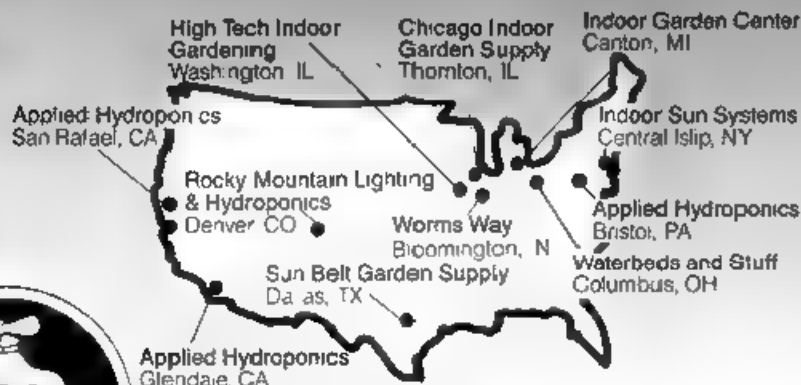 High Tech Indoor
Gardening
Washington IL
Chicago Indoor
Garden Supply
Thornton, IL
Indoor Garden Center
Canton, MI
Applied Hydroponics
San Rafael, CA
Indoor Sun Systems
Central Islip, NY
Rocky Mountain Lighting
& Hydroponics
Denver CO
Worms Way
Bloomington, N
Applied Hydroponics
Bristol, PA
Sun Belt Garden Supply
Dallas, TX
Waterbeds and Stuff
Columbus, OH
Applied Hydroponics
Glendale, CA